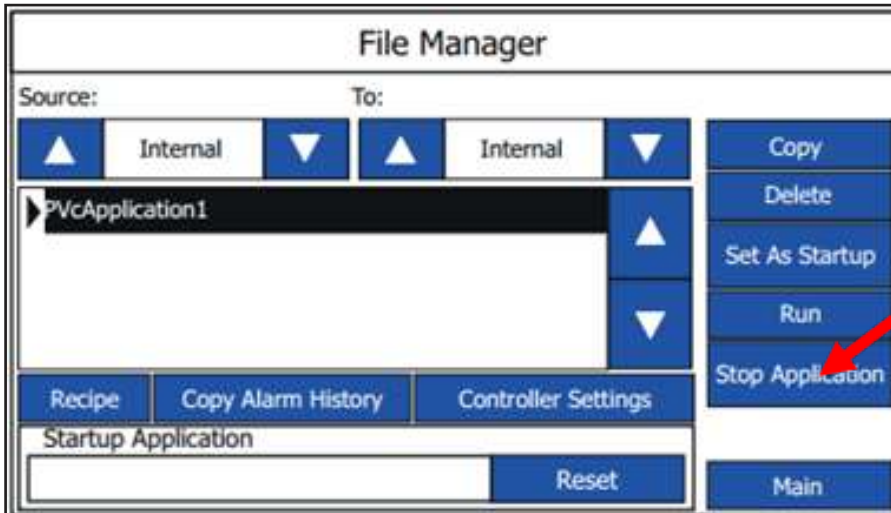 File Manager
Source: To:
Internal Internal
PVcApplication1
Copy
Delete
Set As Startup
Run
Stop Application
Recipe Copy Alarm History Controller Settings
Startup Application
Reset
Main